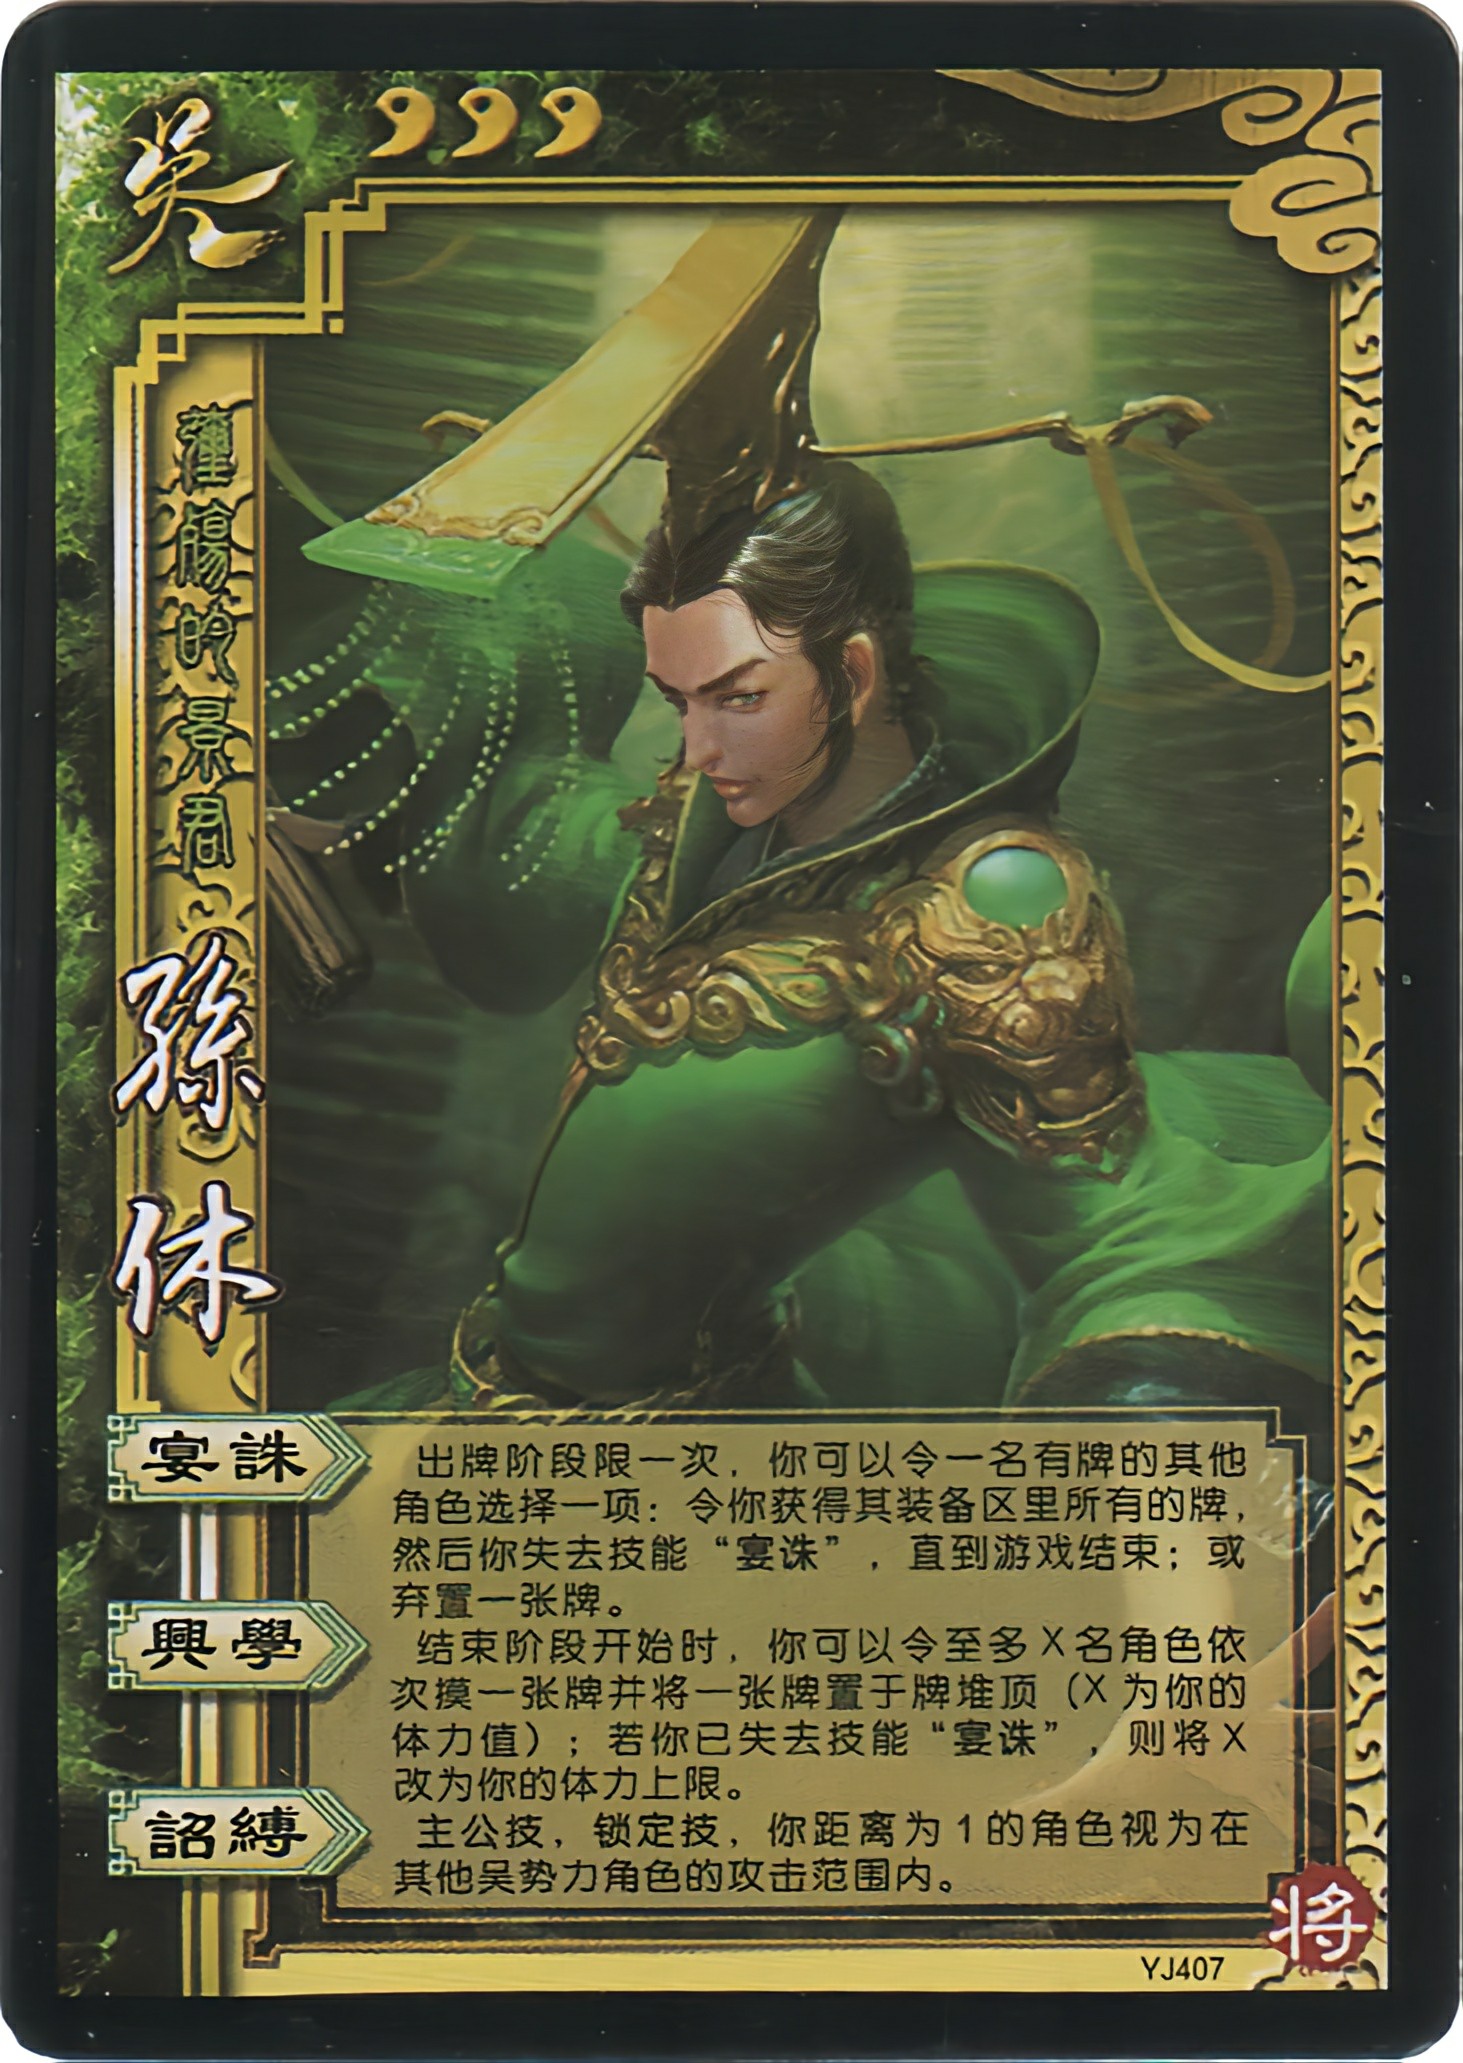 吴
殤的景君
孫休
宴誅
出牌阶段限一次，你可以令一名有牌的其他
角色选择一项：令你获得其装备区里所有的牌，
然后你失去技能“宴诛”，直到游戏结束；或
弃置一张牌。
興學
结束阶段开始时，你可以令至多X名角色依
次摸一张牌并将一张牌置于牌堆顶（X为你的
体力值）；若你已失去技能“宴诛”，则将X
改为你的体力上限。
詔縛
主公技，锁定技，你距离为1的角色视为在
其他吴势力角色的攻击范围内。
将
YJ407